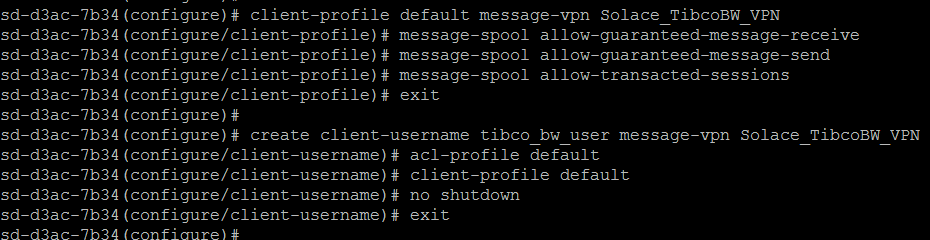 sd-d3ac-7b34(configure)# client-profile default message-vpn Solace_TibcoBW_VPN
sd-d3ac-7b34(configure/client-profile)# message-spool allow-guaranteed-message-receive
sd-d3ac-7b34(configure/client-profile)# message-spool allow-guaranteed-message-send
sd-d3ac-7b34(configure/client-profile)# message-spool allow-transacted-sessions
sd-d3ac-7b34(configure/client-profile)# exit
sd-d3ac-7b34(configure)#
sd-d3ac-7b34(configure)# create client-username tibco_bw_user message-vpn Solace_TibcoBW_VPN
sd-d3ac-7b34(configure/client-username)# acl-profile default
sd-d3ac-7b34(configure/client-username)# client-profile default
sd-d3ac-7b34(configure/client-username)# no shutdown
sd-d3ac-7b34(configure/client-username)# exit
sd-d3ac-7b34(configure)#